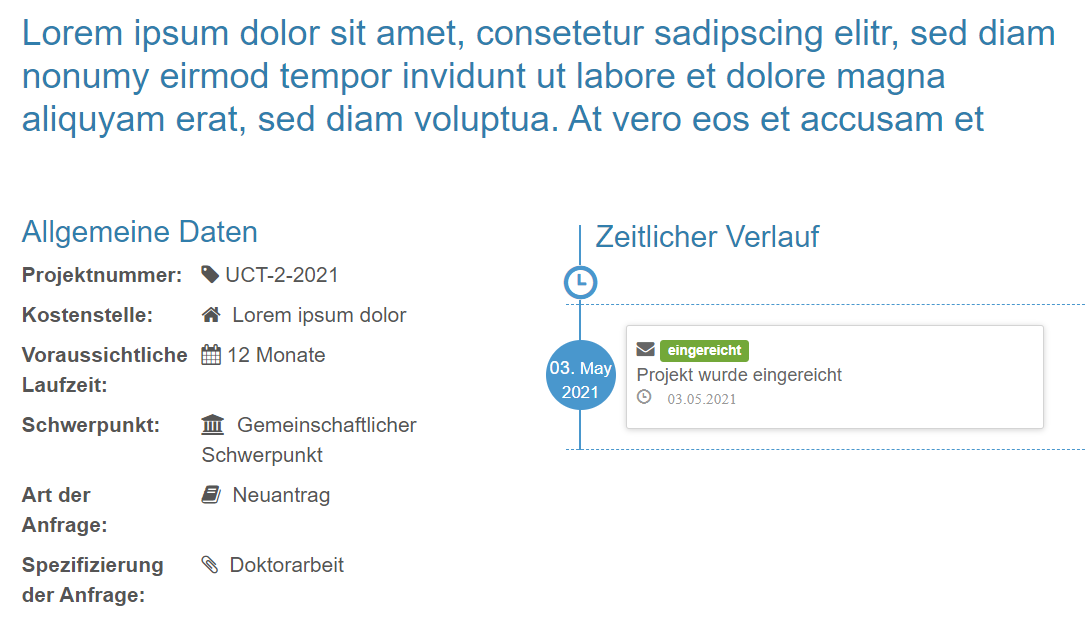 Lorem ipsum dolor sit amet, consetetur sadipscing elitr, sed diam
nonumy eirmod tempor invidunt ut labore et dolore magna
aliquyam erat, sed diam voluptua. At vero eos et accusam et
Allgemeine Daten
Projektnummer: UCT-2-2021
Kostenstelle: Lorem ipsum dolor
Voraussichtliche 12 Monate
Laufzeit:
Schwerpunkt: Gemeinschaftlicher
Schwerpunkt
Art der Neuantrag
Anfrage:
Spezifizierung Doktorarbeit
der Anfrage:
Zeitlicher Verlauf
03. May
2021
eingereicht
Projekt wurde eingereicht
03.05.2021